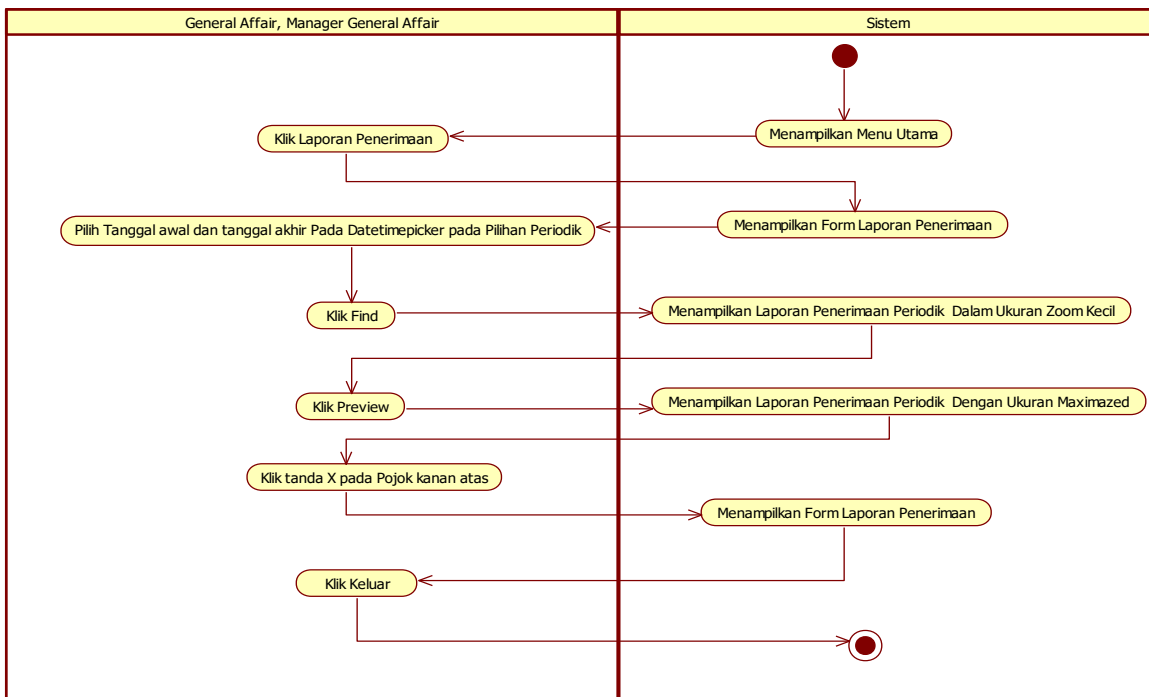 General Affair, Manager General Affair
Sistem
Menampilkan Menu Utama
Klik Laporan Penerimaan
Menampilkan Form Laporan Penerimaan
Pilih Tanggal awal dan tanggal akhir Pada Datetimepicker pada Pilihan Periodik
Klik Find
Menampilkan Laporan Penerimaan Periodik Dalam Ukuran Zoom Kecil
Klik Preview
Menampilkan Laporan Penerimaan Periodik Dengan Ukuran Maximazed
Klik tanda X pada Pojok kanan atas
Menampilkan Form Laporan Penerimaan
Klik Keluar